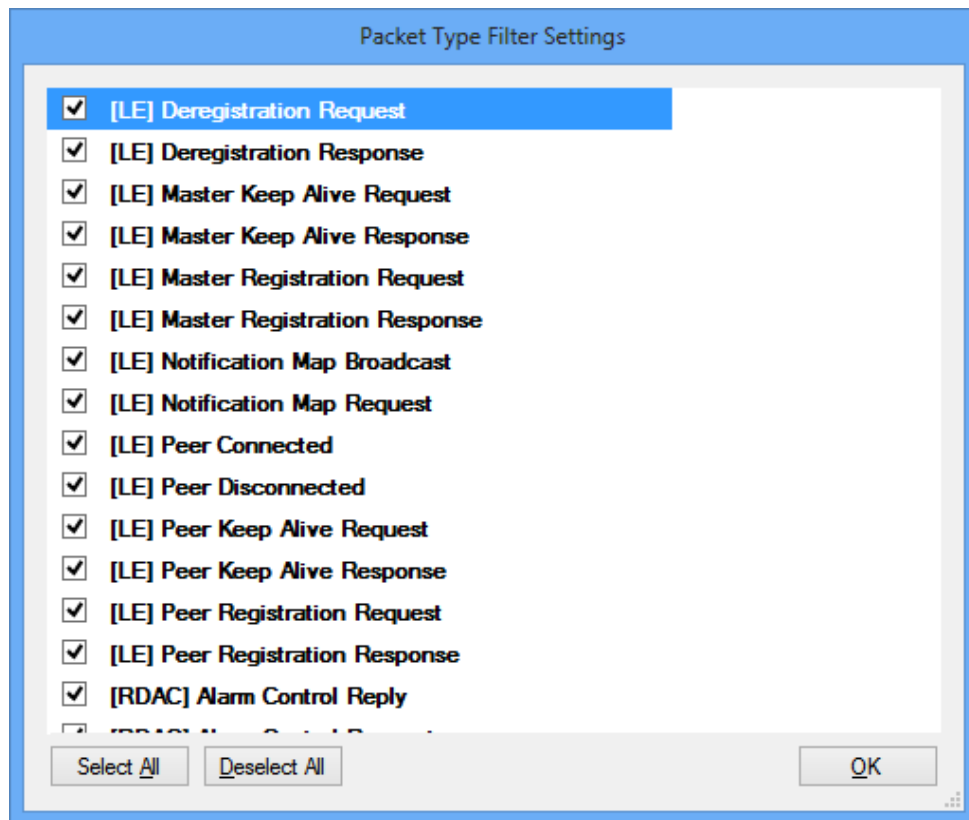 Packet Type Filter Settings
[LE] Deregistration Request
[LE] Deregistration Response
[LE] Master Keep Alive Request
[LE] Master Keep Alive Response
[LE] Master Registration Request
[LE] Master Registration Response
[LE] Notification Map Broadcast
[LE] Notification Map Request
[LE] Peer Connected
[LE] Peer Disconnected
[LE] Peer Keep Alive Request
[LE] Peer Keep Alive Response
[LE] Peer Registration Request
[LE] Peer Registration Response
[RDAC] Alarm Control Reply
Select All Deselect All OK